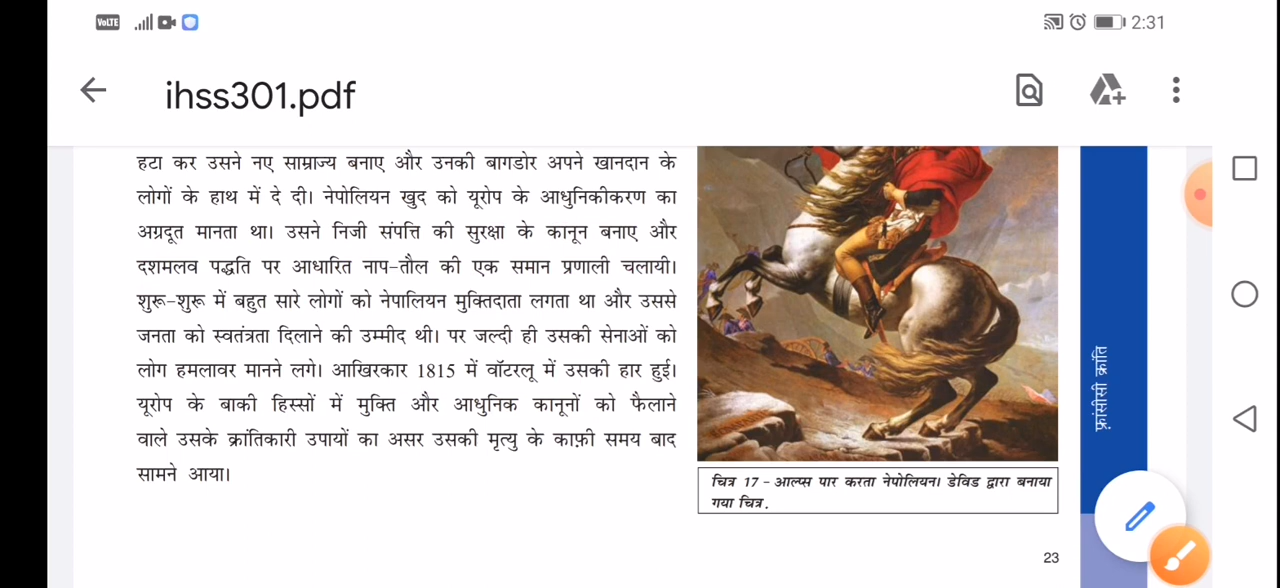 VoLTE
2:31
ihss301.pdf
हटा कर उसने नए साम्राज्य बनाए और उनकी बागडोर अपने खानदान के
लोगों के हाथ में दे दी। नेपोलियन खुद को यूरोप के आधुनिकीकरण का
अग्रदूत मानता था। उसने निजी संपत्ति की सुरक्षा के कानून बनाए और
दशमलव पद्धति पर आधारित नाप-तौल की एक समान प्रणाली चलायी।
शुरू-शुरू में बहुत सारे लोगों को नेपालियन मुक्तिदाता लगता था और उससे
जनता को स्वतंत्रता दिलाने की उम्मीद थी। पर जल्दी ही उसकी सेनाओं को
लोग हमलावर मानने लगे। आखिरकार 1815 में वॉटरलू में उसकी हार हुई।
यूरोप के बाकी हिस्सों में मुक्ति और आधुनिक कानूनों को फैलाने
वाले उसके क्रांतिकारी उपायों का असर उसकी मृत्यु के काफ़ी समय बाद
सामने आया।
चित्र 17 - आल्प्स पार करता नेपोलियन। डेविड द्वारा बनाया
गया चित्र.
फ़्रांसीसी क्रांति
23